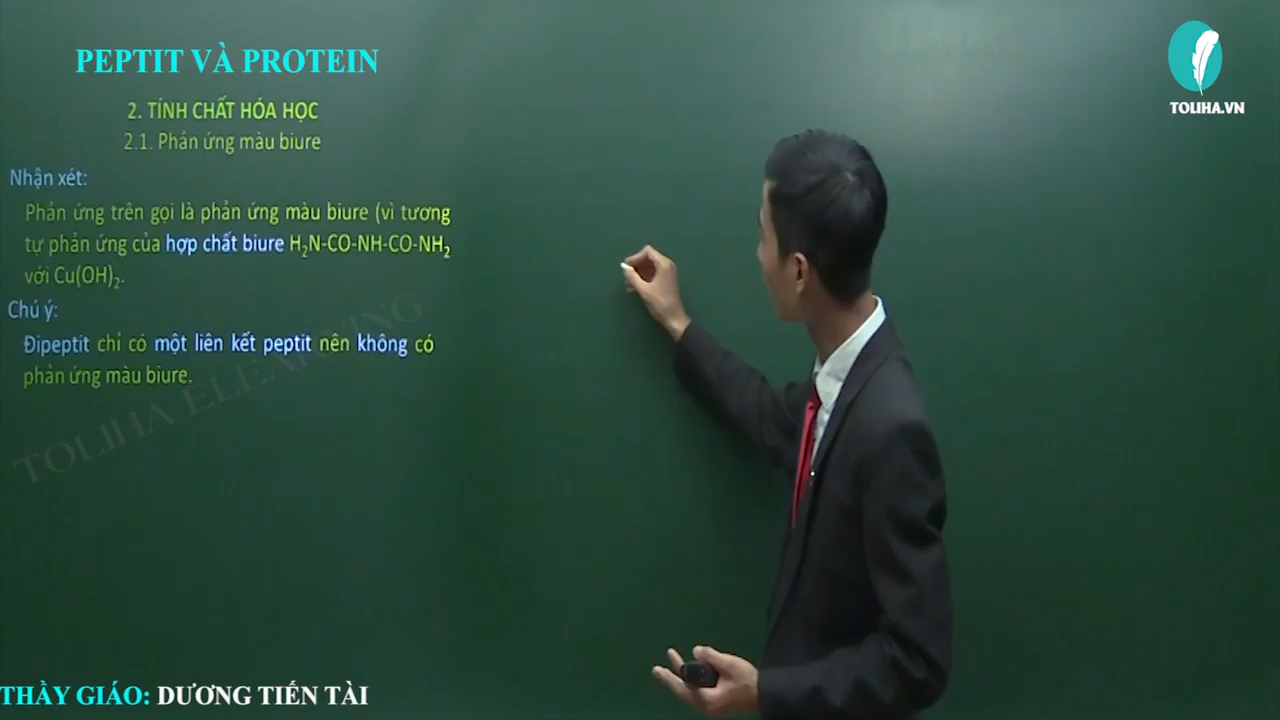 PEPTIT VÀ PROTEIN
TOLIHA.VN
2. TÍNH CHẤT HÓA HỌC
2.1. Phản ứng màu biure
Nhận xét:
Phản ứng trên gọi là phản ứng màu biure (vì tương
tự phản ứng của hợp chất biure H₂N-CO-NH-CO-NH₂
với Cu(OH)₂.
Chú ý:
Đipeptit chỉ có một liên kết peptit nên không có
phản ứng màu biure.
TOLIHA ELEARNING
THẦY GIÁO: DƯƠNG TIẾN TÀI